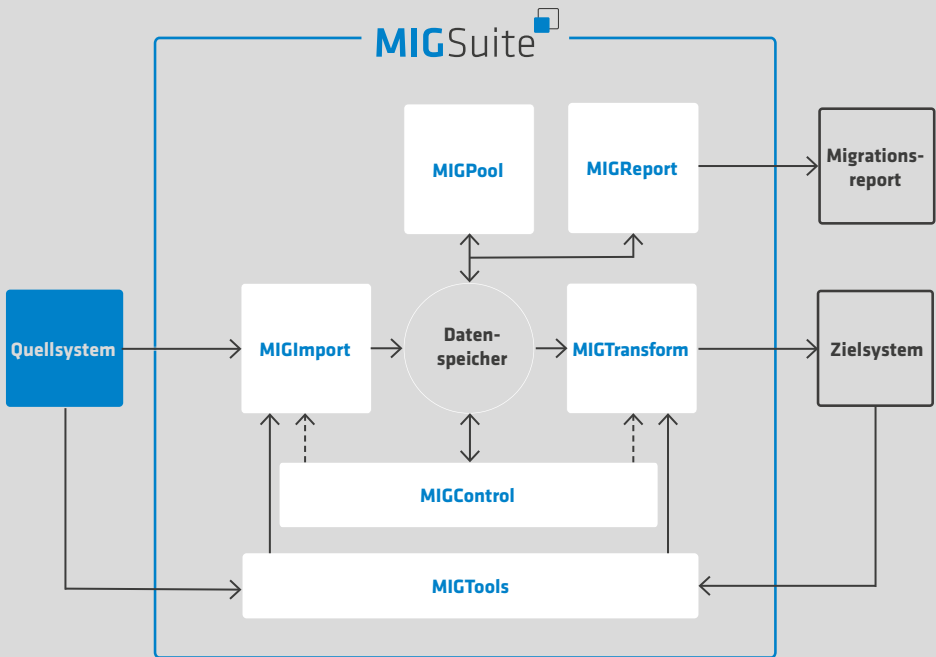 MIGSuite
MIGPool
MIGReport
Migrations-
report
Quellsystem
MIGImport
Daten-
speicher
MIGTransform
Zielsystem
MIGControl
MIGTools